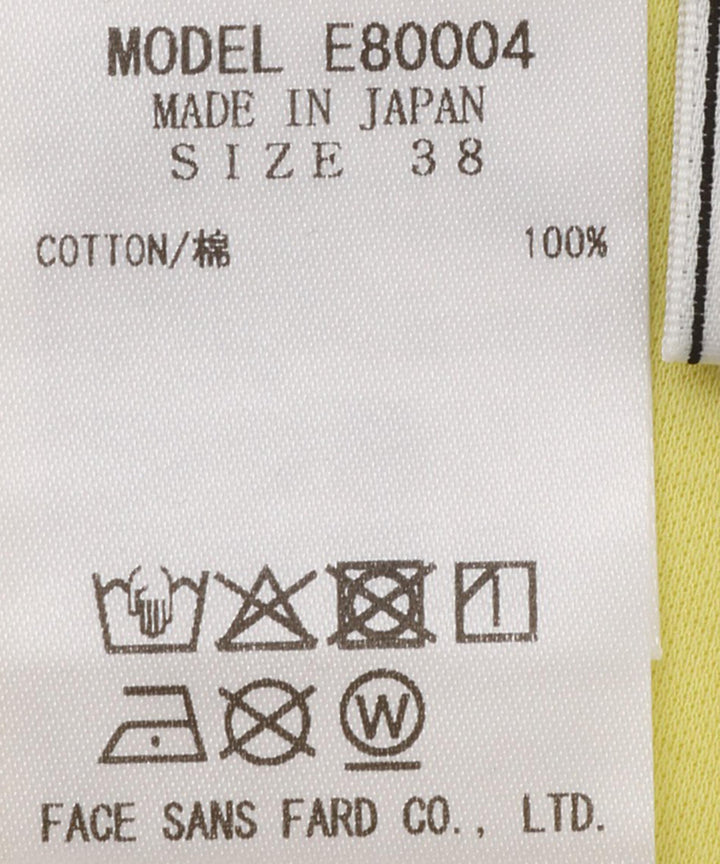 MODEL E80004
MADE IN JAPAN
SIZE 38
COTTON/棉 100%
W
FACE SANS FARD CO., LTD.